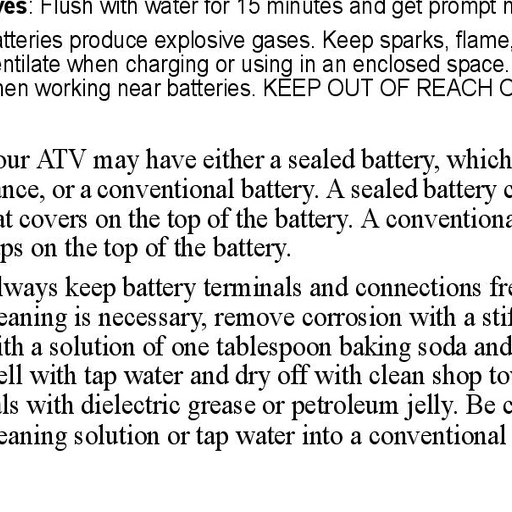 yes: Flush with water for 15 minutes and get prompt m
atteries produce explosive gases. Keep sparks, flame,
entilate when charging or using in an enclosed space.
hen working near batteries. KEEP OUT OF REACH O
our ATV may have either a sealed battery, which
ance, or a conventional battery. A sealed battery c
at covers on the top of the battery. A conventiona
ps on the top of the battery.
lways keep battery terminals and connections fre
eaning is necessary, remove corrosion with a stif
ith a solution of one tablespoon baking soda and
ell with tap water and dry off with clean shop to
ls with dielectric grease or petroleum jelly. Be c
eaning solution or tap water into a conventional